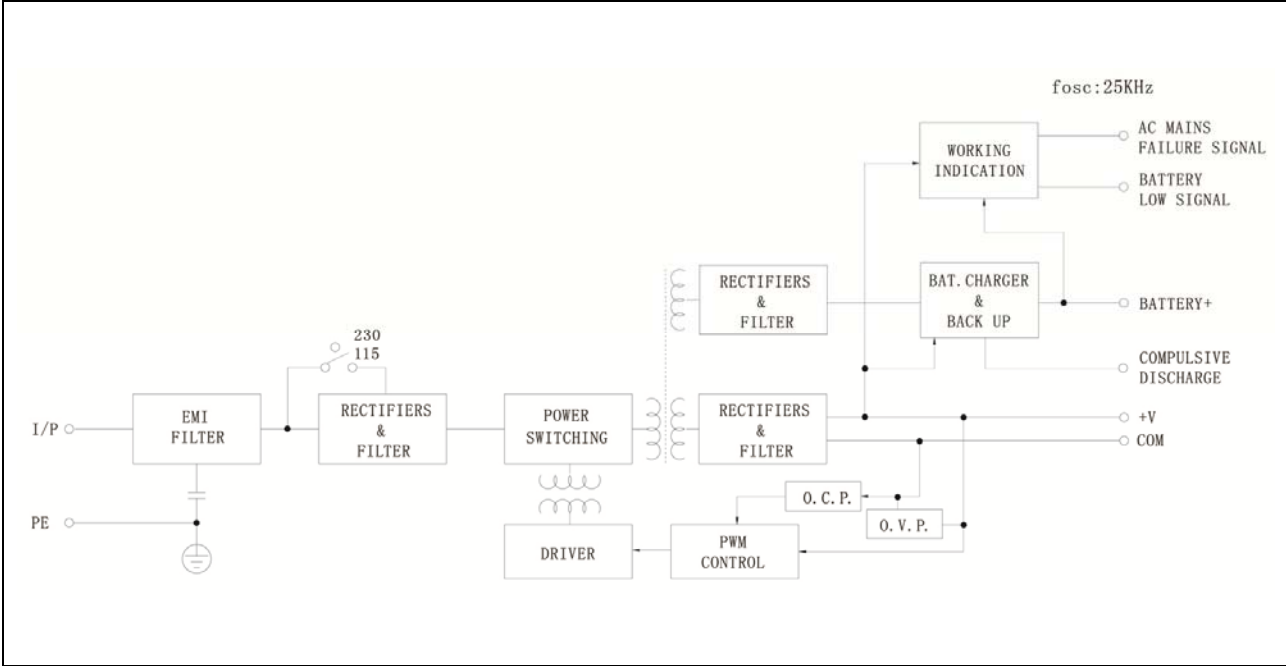 fosc:25KHz
AC MAINS
FAILURE SIGNAL
WORKING
INDICATION
BATTERY
LOW SIGNAL
RECTIFIERS
&
FILTER
BAT.CHARGER
&
BACK UP
BATTERY+
230
115
COMPULSIVE
DISCHARGE
I/P
EMI
FILTER
RECTIFIERS
&
FILTER
POWER
SWITCHING
RECTIFIERS
&
FILTER
+V
COM
O.C.P.
O.V.P.
PE
DRIVER
PWM
CONTROL